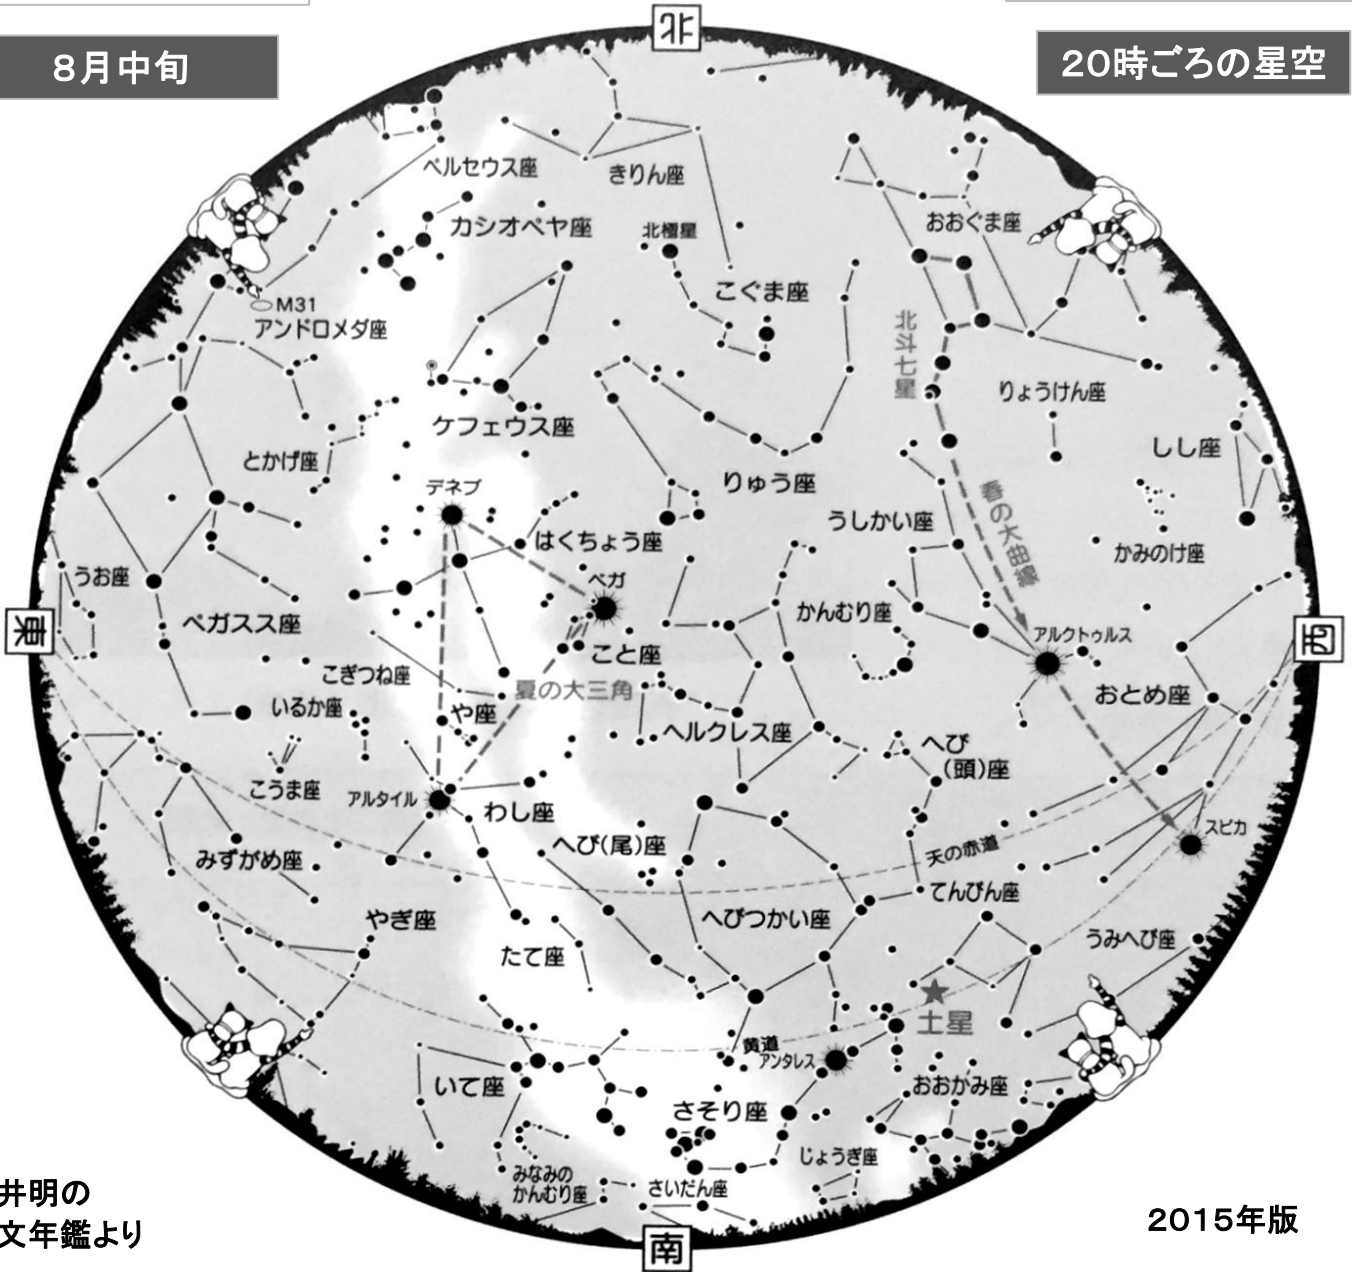 北
8月中旬
20時ごろの星空
ペルセウス座
きりん座
カシオペヤ座
北極星
おおぐま座
こぐま座
M31
アンドロメダ座
北斗七星
りょうけん座
ケフェウス座
しし座
とかげ座
りゅう座
デネブ
春の大曲線
うしかい座
はくちょう座
かみのけ座
うお座
ベガ
ペガスス座
かんむり座
東
西
アルクトゥルス
こと座
こぎつね座
夏の大三角
おとめ座
いるか座
や座
ヘルクレス座
へび
(頭)座
こうま座
アルタイル
わし座
スピカ
へび(尾)座
天の赤道
みずがめ座
てんびん座
やぎ座
へびつかい座
うみへび座
たて座
土星
黄道
アンタレス
いて座
おおかみ座
さそり座
じょうぎ座
みなみの
かんむり座
さいだん座
井明の
文年鑑より
2015年版
南